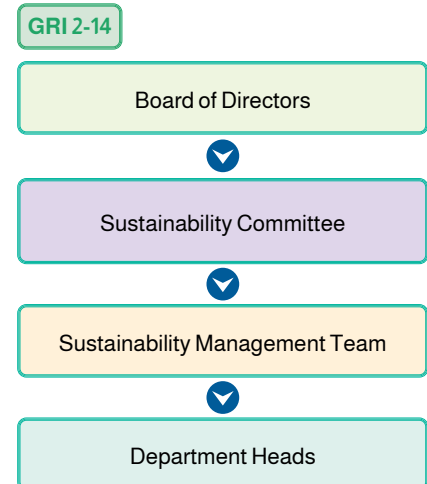 GRI 2-14
Board of Directors
Sustainability Committee
Sustainability Management Team
Department Heads